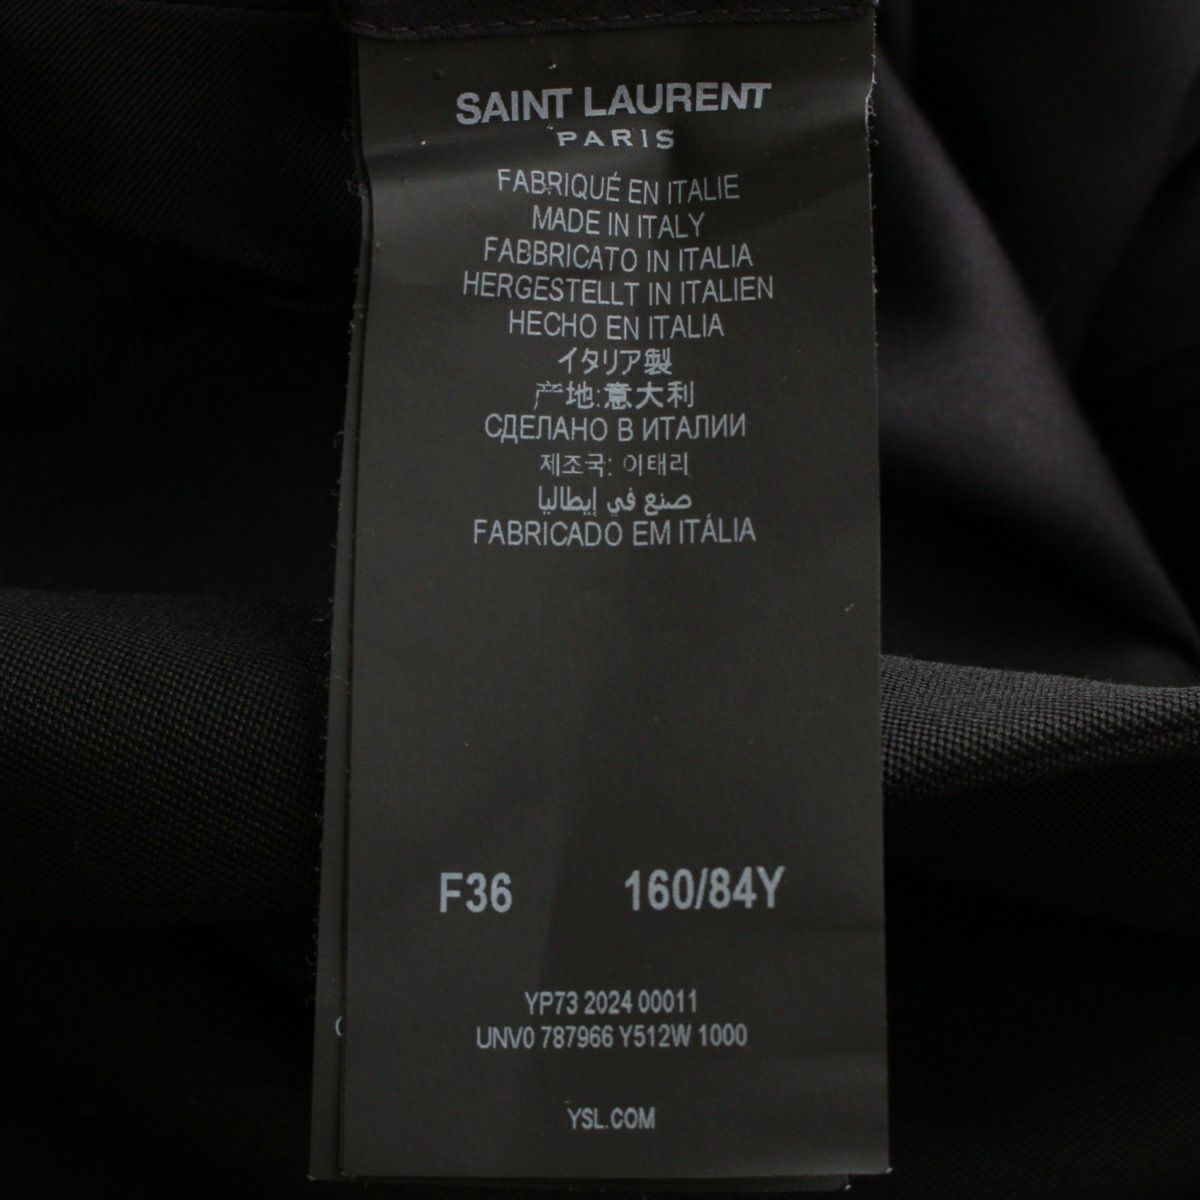 SAINT LAURENT
PARIS
FABRIQUÉ EN ITALIE
MADE IN ITALY
FABBRICATO IN ITALIA
HERGESTELLT IN ITALIEN
HECHO EN ITALIA
イタリア製
产地:意大利
СДЕЛАНО В ИТАЛИИ
제조국: 이태리
صنع في إيطاليا
FABRICADO EM ITÁLIA
F36 160/84Y
YP73 2024 00011
UNV0 787966 Y512W 1000
YSL.COM